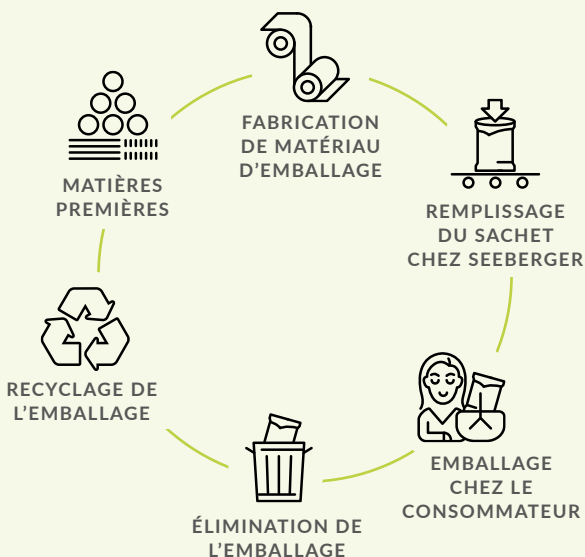 FABRICATION
DE MATÉRIAU
D'EMBALLAGE
REMPLISSAGE
DU SACHET
CHEZ SEEBERGER
EMBALLAGE
CHEZ LE
CONSOMMATEUR
ÉLIMINATION DE
L'EMBALLAGE
RECYCLAGE DE
L'EMBALLAGE
MATIÈRES
PREMIÈRES